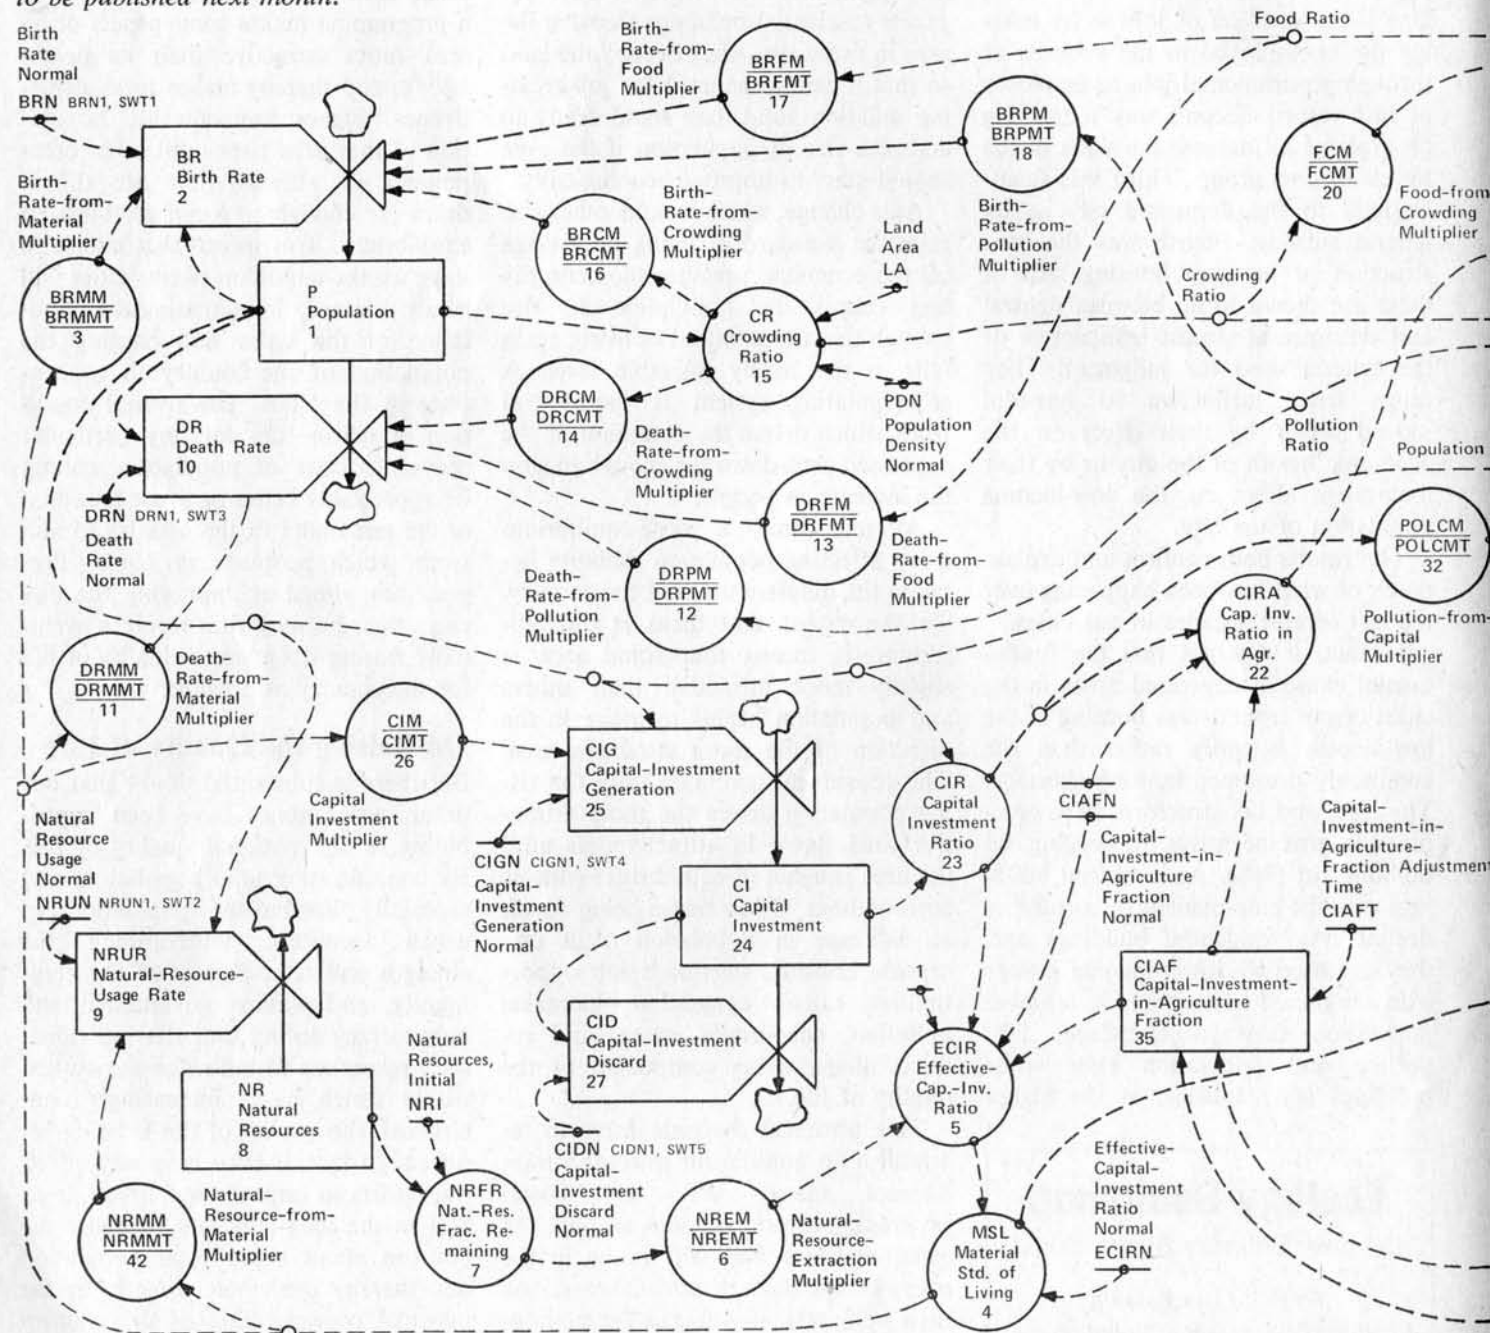 to be published next month.
Birth
Rate
Normal
BRN BRN1, SWT1
BR
Birth Rate
2
Birth-
Rate-from-
Material
Multiplier
BRMM
BRMMT
3
P
Population
1
Birth-
Rate-from-
Food
Multiplier
BRFM
BRFMT
17
BRPM
BRPMT
18
Birth-
Rate-from-
Pollution
Multiplier
Food Ratio
FCM
FCMT
20
Food-from
Crowding
Multiplier
BRCM
BRCMT
16
Birth-
Rate-from-
Crowding
Multiplier
Land
Area
LA
Crowding
Ratio
CR
Crowding
Ratio
15
DR
Death Rate
10
DRN DRN1, SWT3
Death
Rate
Normal
DRCM
DRCMT
14
Death-
Rate-from-
Crowding
Multiplier
PDN
Population
Density
Normal
Pollution
Ratio
Population
DRFM
DRFMT
13
Death-
Rate-from-
Food
Multiplier
Death-
Rate-from-
Pollution
Multiplier
DRPM
DRPMT
12
POLCM
POLCMT
32
Pollution-from-
Capital
Multiplier
CIRA
Cap.-Inv.
Ratio in
Agr.
22
DRMM
DRMMT
11
Death-
Rate-from-
Material
Multiplier
CIM
CIMT
26
Capital
Investment
Multiplier
CIG
Capital-Investment
Generation
25
CIR
Capital
Investment
Ratio
23
CIAFN
Capital-
Investment-in-
Agriculture
Fraction
Normal
Capital-
Investment-in-
Agriculture-
Fraction Adjustment
Time
CIAFT
Natural
Resource
Usage
Normal
NRUN NRUN1, SWT2
CIGN CIGN1, SWT4
Capital-
Investment
Generation
Normal
CI
Capital
Investment
24
NRUR
Natural-Resource-
Usage Rate
9
1
CIAF
Capital-Investment-
in-Agriculture
Fraction
35
CID
Capital-Investment
Discard
27
ECIR
Effective-
Cap.-Inv.
Ratio
5
NR
Natural
Resources
8
Natural
Resources,
Initial
NRI
CIDN CIDN1, SWT5
Capital-
Investment
Discard
Normal
Effective-
Capital-
Investment
Ratio
Normal
ECIRN
NRMM
NRMMT
42
Natural-
Resource-from-
Material
Multiplier
NRFR
Nat.-Res.
Frac. Re-
maining
7
NREM
NREMT
6
Natural-
Resource-
Extraction
Multiplier
MSL
Material
Std. of
Living
4